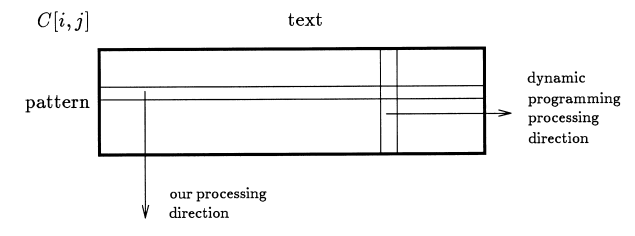 C[i, j]
text
pattern
dynamic
programming
processing
direction
our processing
direction